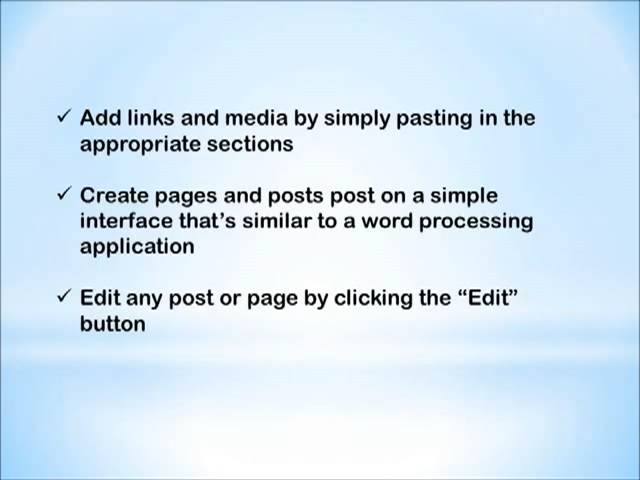 ✓ Add links and media by simply pasting in the
appropriate sections
✓ Create pages and posts post on a simple
interface that's similar to a word processing
application
✓ Edit any post or page by clicking the “Edit”
button